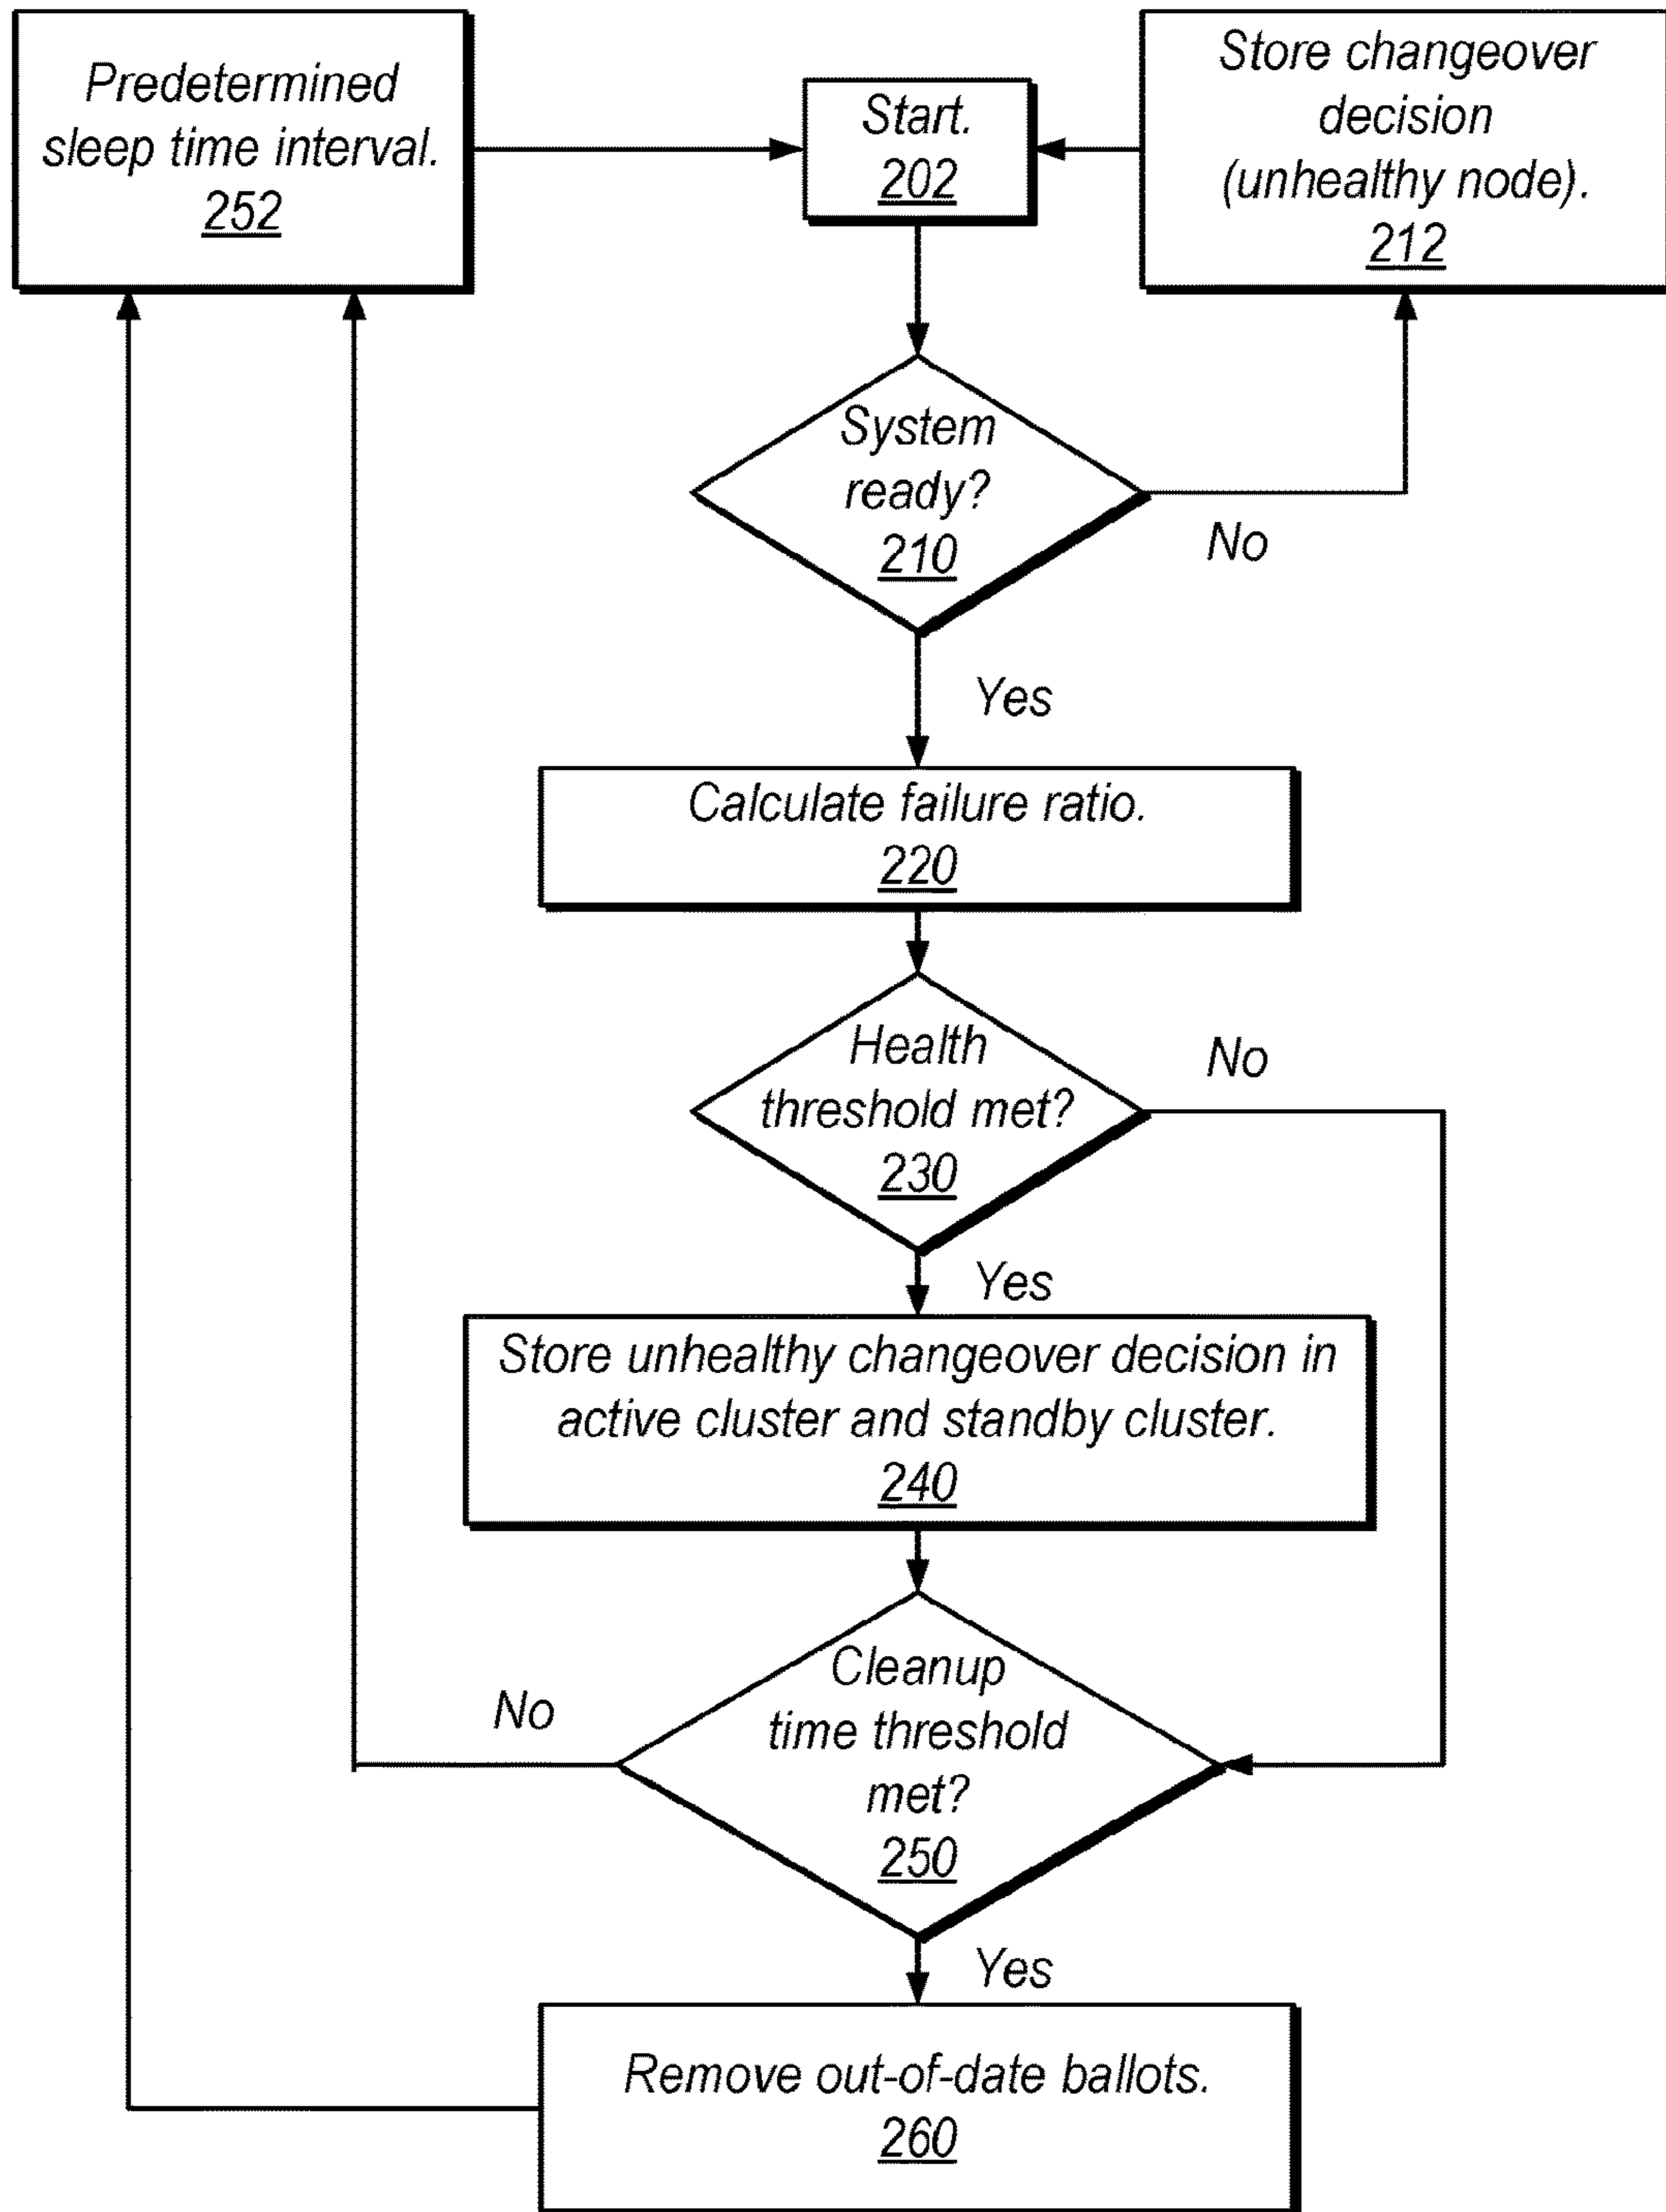 Predetermined
sleep time interval.
252
Start.
202
Store changeover
decision
(unhealthy node).
212
System
ready?
210
No
Yes
Calculate failure ratio.
220
Health
threshold met?
230
No
Yes
Store unhealthy changeover decision in
active cluster and standby cluster.
240
Cleanup
time threshold
met?
250
No
Yes
Remove out-of-date ballots.
260